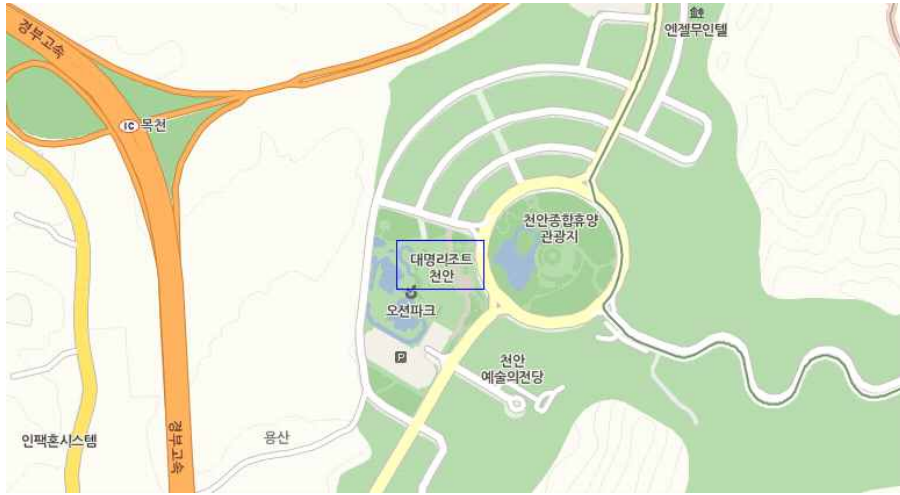 경부고속
엔젤무인텔
IC 목천
천안종합휴양
관광지
대명리조트
천안
오션파크
P
천안
예술의전당
인팩혼시스템
용산
경부고속